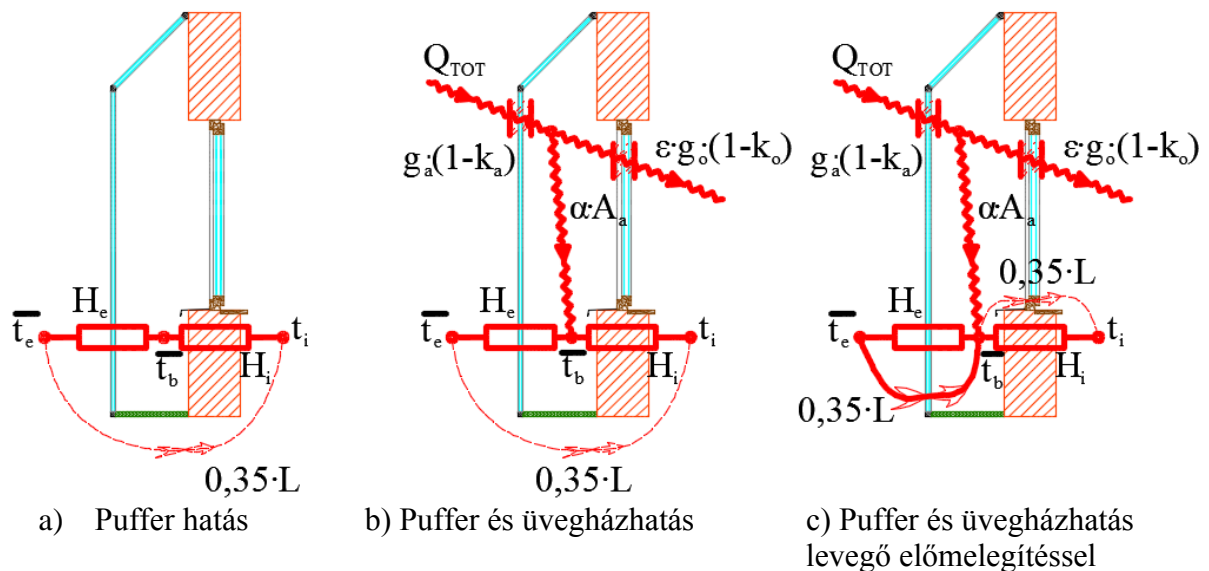 H_e
t_e
t_b
H_i
t_i
0,35·L
a) Puffer hatás
Q_TOT
g_a·(1-k_a)
ε·g_o·(1-k_o)
α·A_a
H_e
t_e
t_b
H_i
t_i
0,35·L
b) Puffer és üvegházhatás
Q_TOT
g_a·(1-k_a)
ε·g_o·(1-k_o)
α·A_a
0,35·L
H_e
t_e
t_b
H_i
t_i
0,35·L
c) Puffer és üvegházhatás
levegő előmelegítéssel